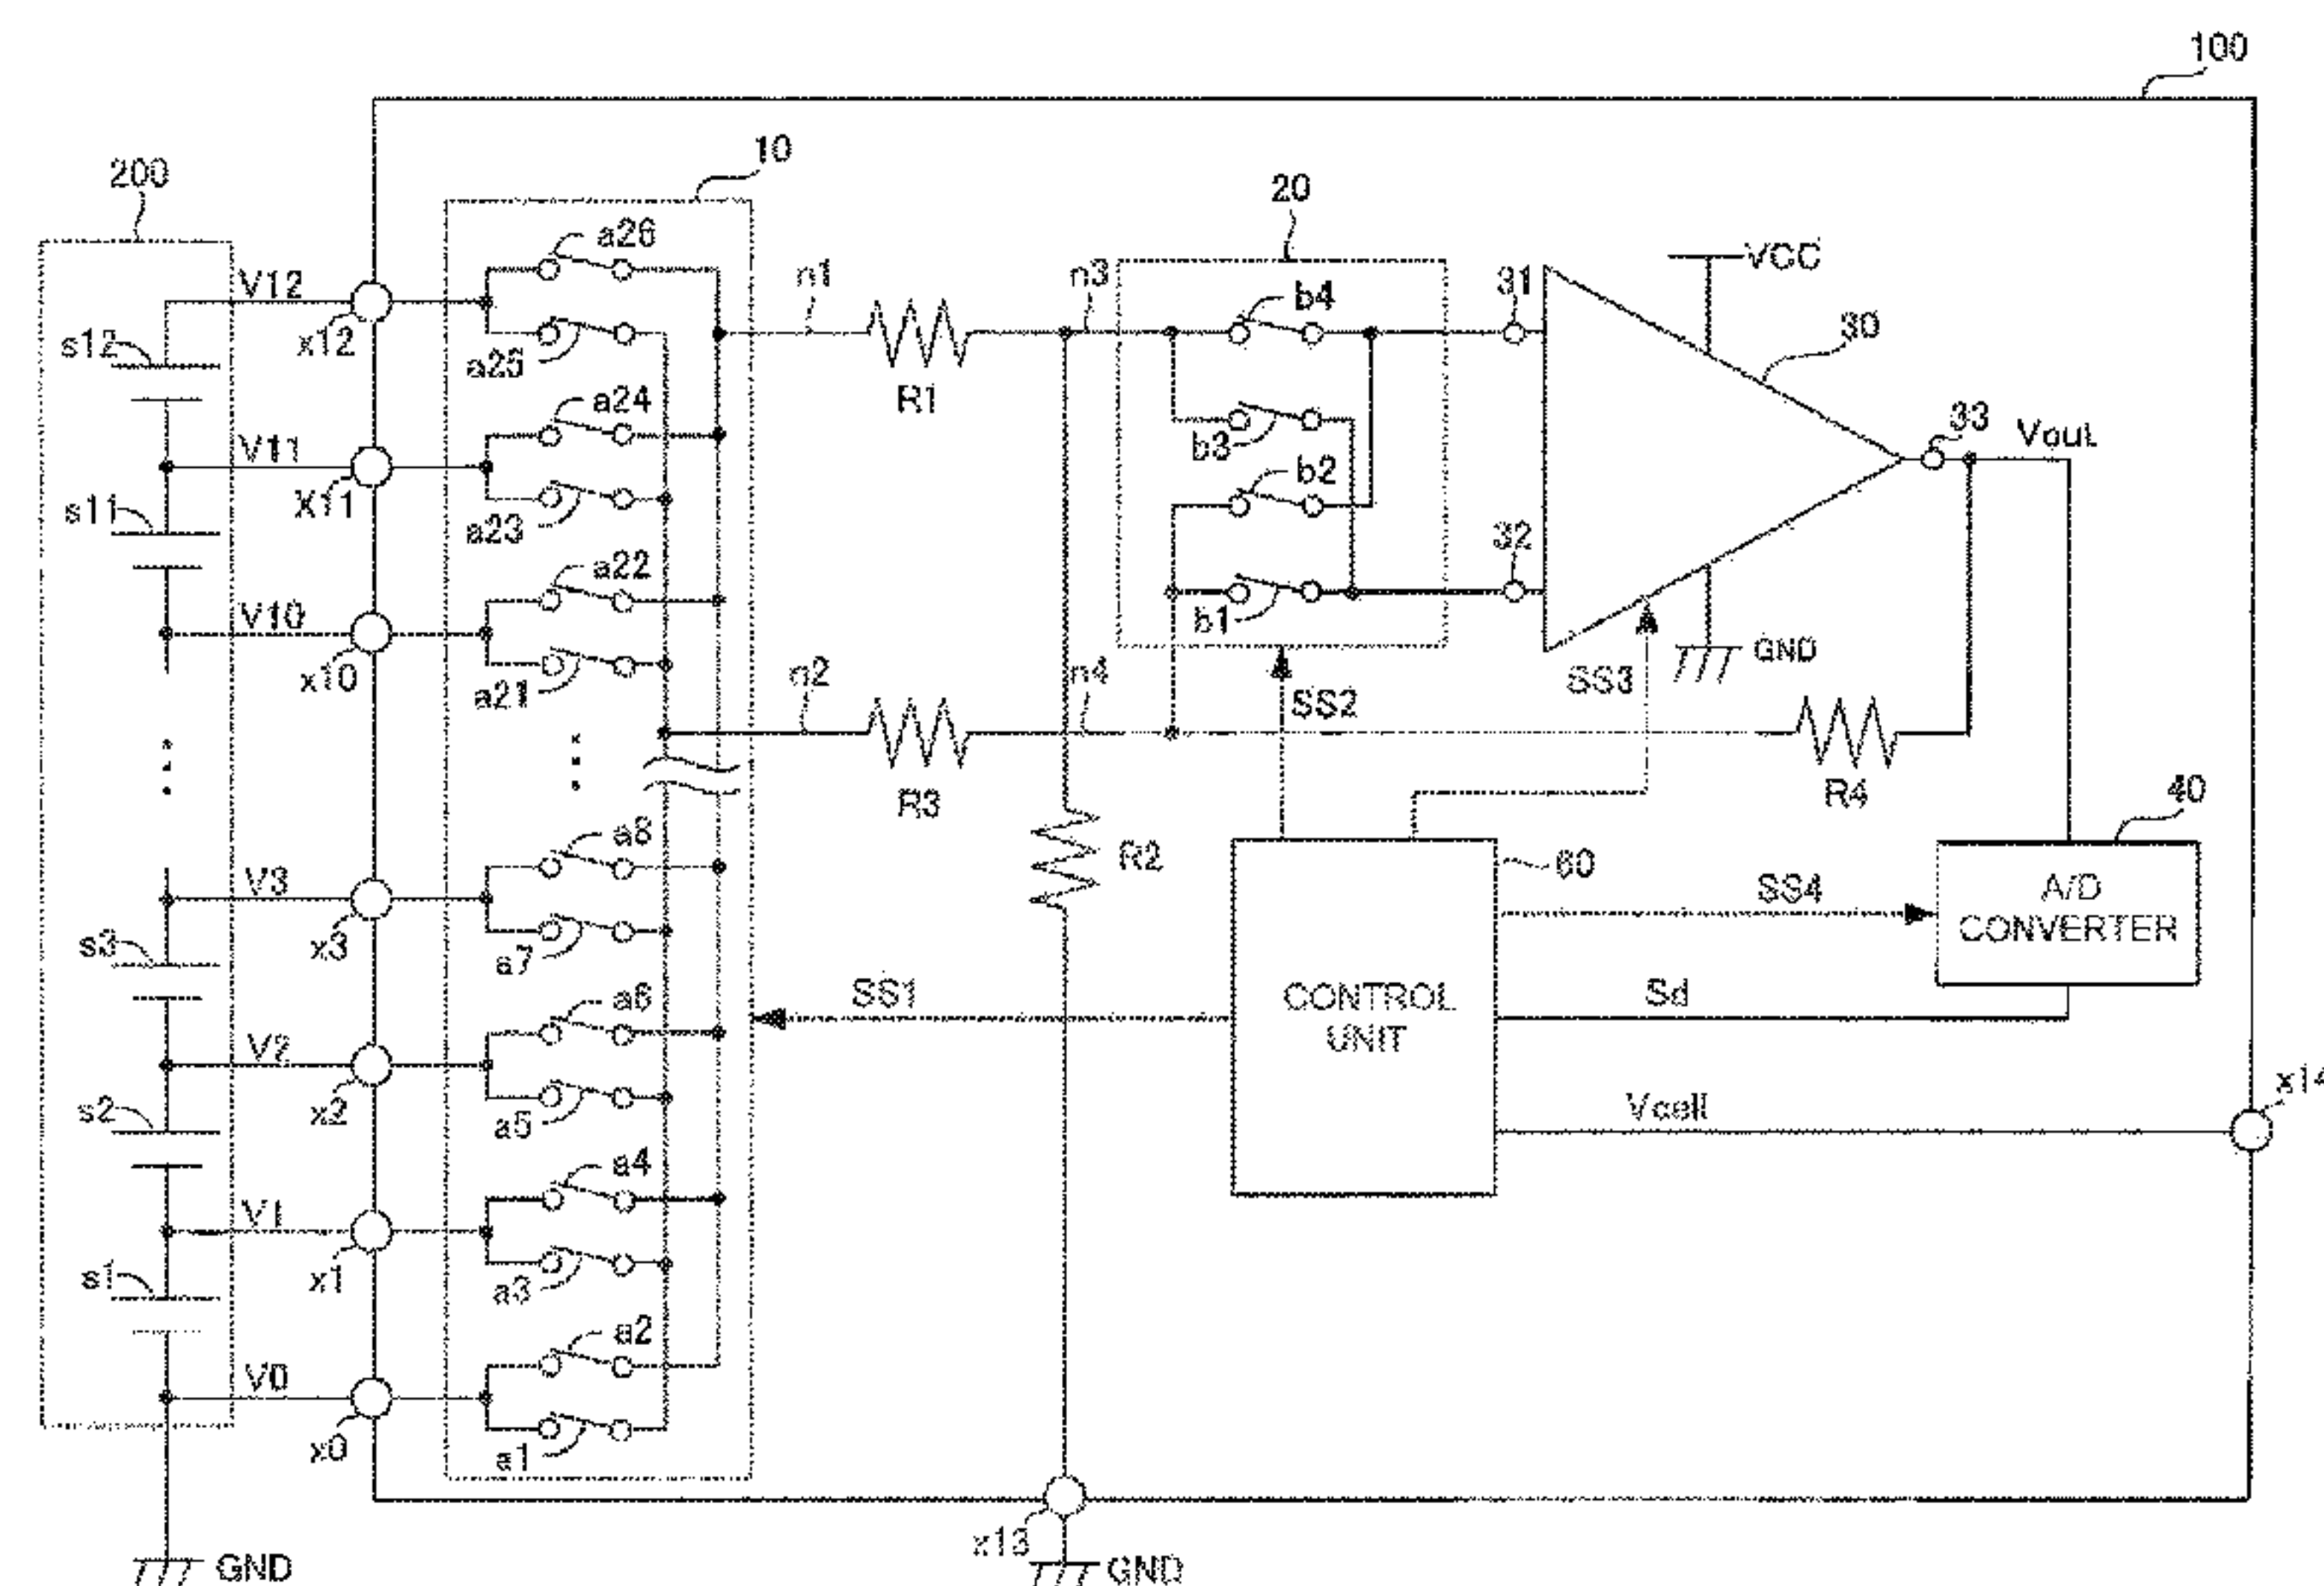 100
10
200
20
a26
V12
n1
n3
31
VCC
b4
30
x12
s12
a25
R1
a24
b3
33
Vout
V11
b2
X11
s11
a23
32
a22
b1
V10
GND
x10
a21
n2
n4
SS2
SS3
R3
R4
40
a8
R2
60
V3
A/D
CONVERTER
SS4
s3
x3
a7
SS1
CONTROL
UNIT
Sd
a6
V2
x14
x2
s2
a5
Vcell
a4
V1
x1
s1
a3
a2
V0
x0
a1
x13
GND
GND